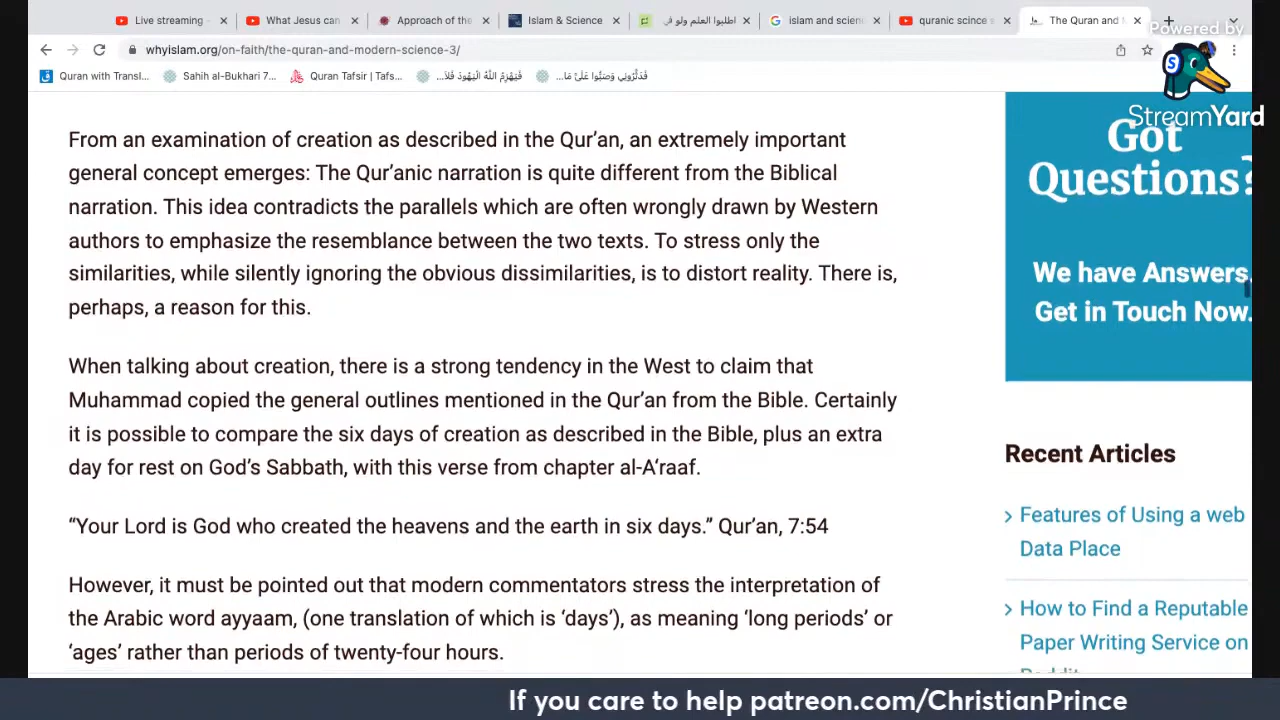 Live streaming -
What Jesus can
Approach of the
Islam & Science
اطلبوا العلم ولو في
islam and scienc
quranic scince s
The Quran and
Powered by
StreamYard
whyislam.org/on-faith/the-quran-and-modern-science-3/
Quran with Transl...
Sahih al-Bukhari 7...
Quran Tafsir | Tafs...
From an examination of creation as described in the Qur’an, an extremely important
general concept emerges: The Qur’anic narration is quite different from the Biblical
narration. This idea contradicts the parallels which are often wrongly drawn by Western
authors to emphasize the resemblance between the two texts. To stress only the
similarities, while silently ignoring the obvious dissimilarities, is to distort reality. There is,
perhaps, a reason for this.
When talking about creation, there is a strong tendency in the West to claim that
Muhammad copied the general outlines mentioned in the Qur’an from the Bible. Certainly
it is possible to compare the six days of creation as described in the Bible, plus an extra
day for rest on God’s Sabbath, with this verse from chapter al-A‘raaf.
“Your Lord is God who created the heavens and the earth in six days.” Qur’an, 7:54
However, it must be pointed out that modern commentators stress the interpretation of
the Arabic word ayyaam, (one translation of which is ‘days’), as meaning ‘long periods’ or
‘ages’ rather than periods of twenty-four hours.
Got
Questions?
We have Answers.
Get in Touch Now.
Recent Articles
Features of Using a web
Data Place
How to Find a Reputable
Paper Writing Service on
Reddit
If you care to help patreon.com/ChristianPrince